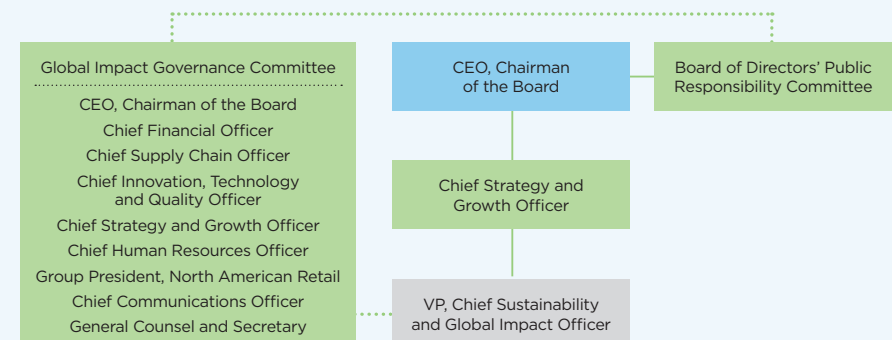 Global Impact Governance Committee
CEO, Chairman of the Board
Chief Financial Officer
Chief Supply Chain Officer
Chief Innovation, Technology
and Quality Officer
Chief Strategy and Growth Officer
Chief Human Resources Officer
Group President, North American Retail
Chief Communications Officer
General Counsel and Secretary
CEO, Chairman
of the Board
Board of Directors’ Public
Responsibility Committee
Chief Strategy and
Growth Officer
VP, Chief Sustainability
and Global Impact Officer